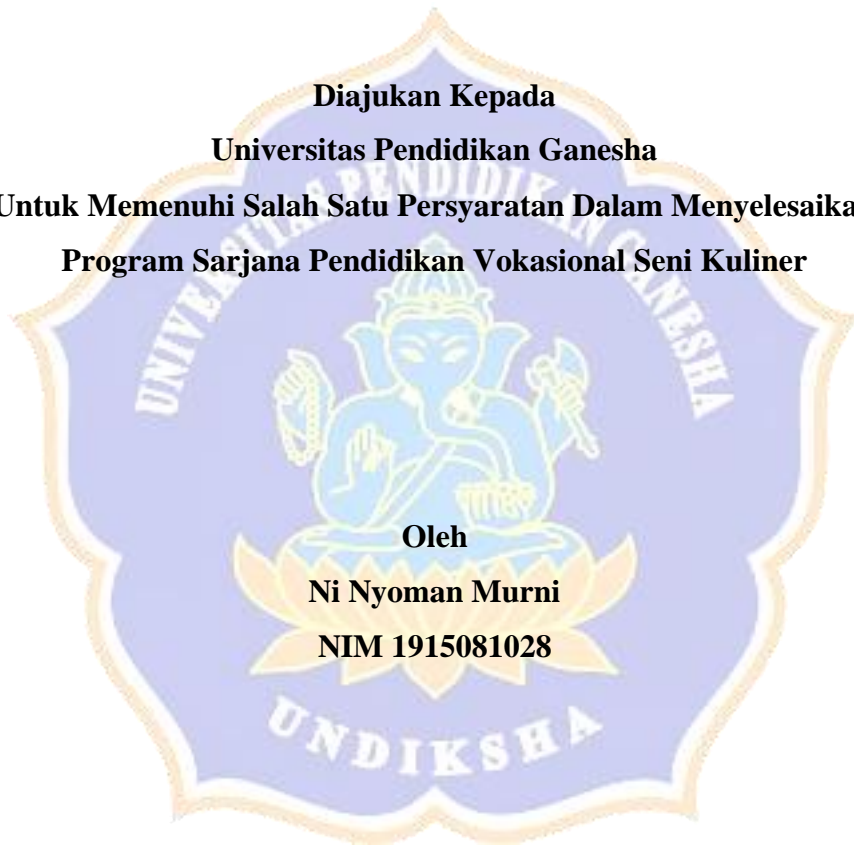 Diajukan Kepada
Universitas Pendidikan Ganesha
Untuk Memenuhi Salah Satu Persyaratan Dalam Menyelesaika
Program Sarjana Pendidikan Vokasional Seni Kuliner
UNIVERSITAS PENDIDIKAN GANESHA
Oleh
Ni Nyoman Murni
NIM 1915081028
UNDIKSHA